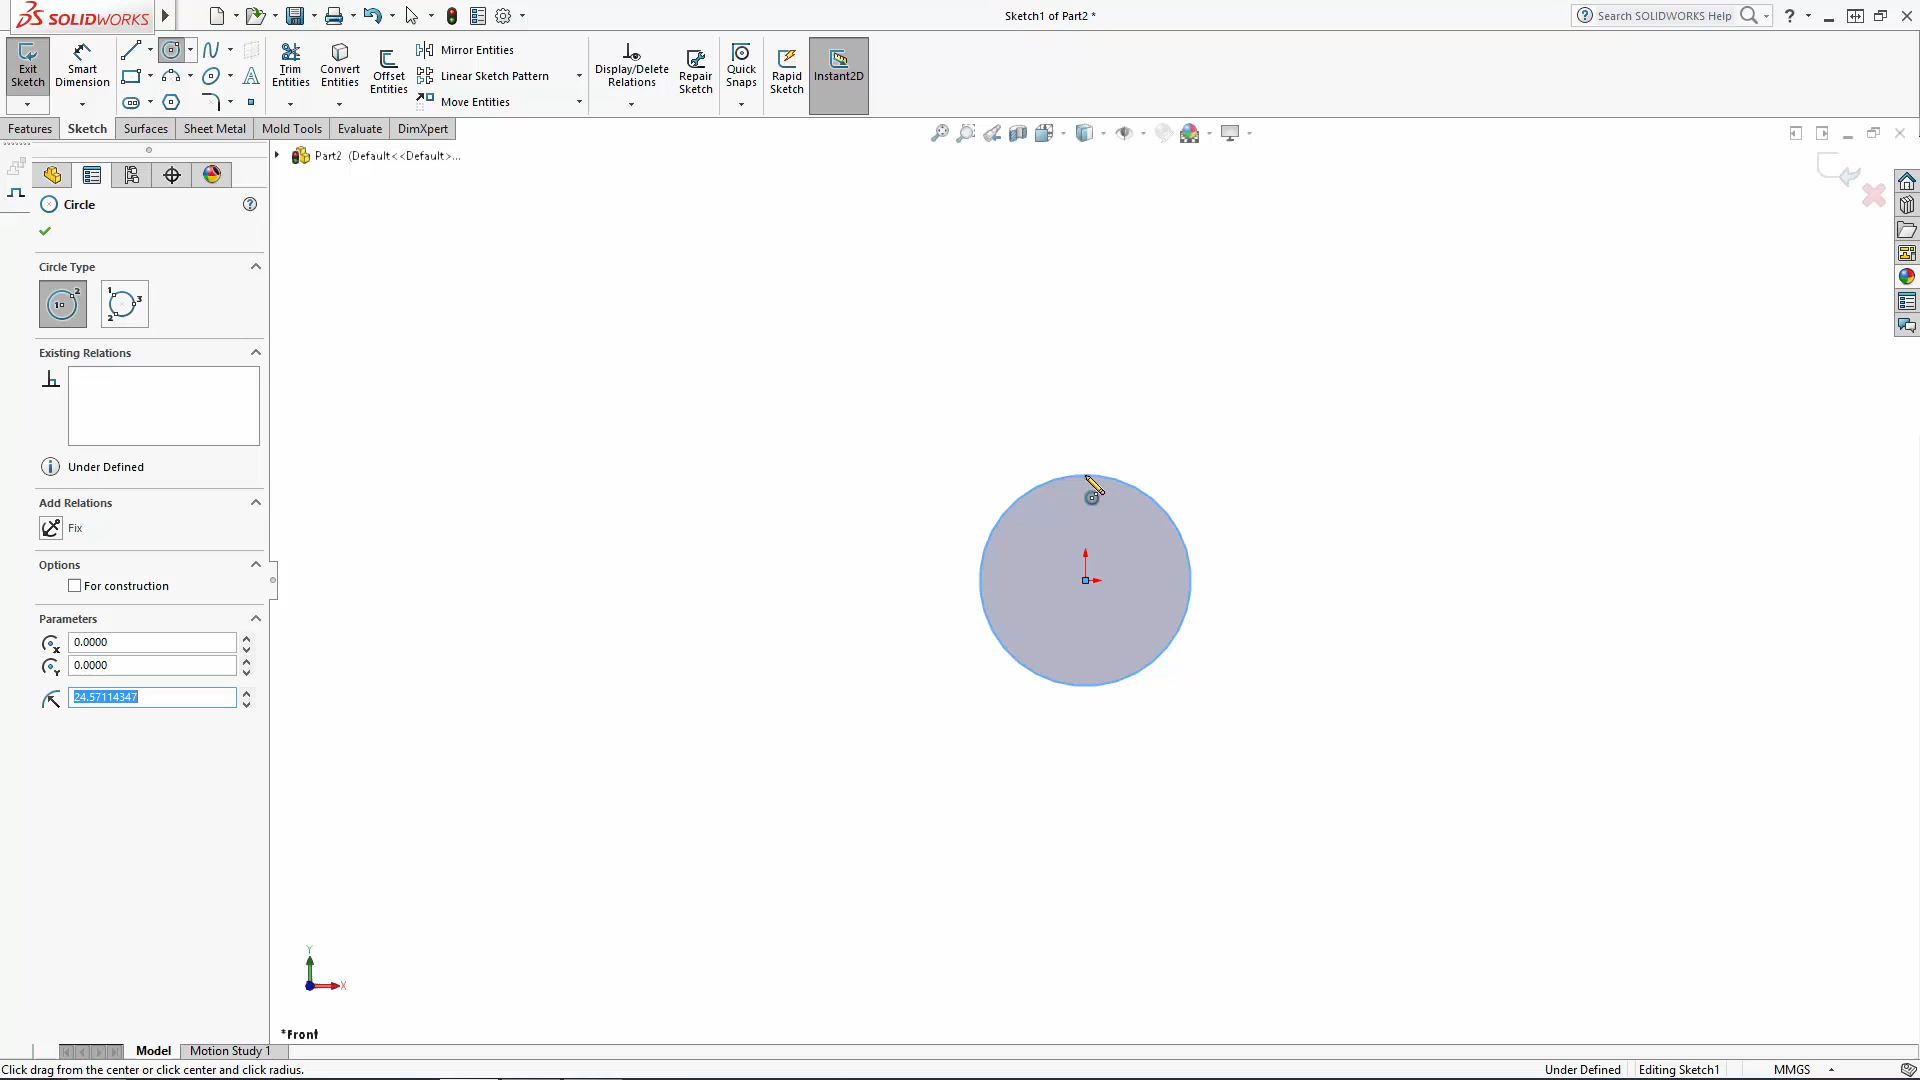 SOLIDWORKS
Sketch1 of Part2 *
Search SOLIDWORKS Help
Exit Sketch
Smart Dimension
Trim Entities
Convert Entities
Offset Entities
Mirror Entities
Linear Sketch Pattern
Move Entities
Display/Delete Relations
Repair Sketch
Quick Snaps
Rapid Sketch
Instant2D
Features
Sketch
Surfaces
Sheet Metal
Mold Tools
Evaluate
DimXpert
Part2 (Default<<Default>...
Circle
Circle Type
Existing Relations
Under Defined
Add Relations
Fix
Options
For construction
Parameters
0.0000
0.0000
24.57114347
Y
X
*Front
Model
Motion Study 1
Click drag from the center or click center and click radius.
Under Defined
Editing Sketch1
MMGS